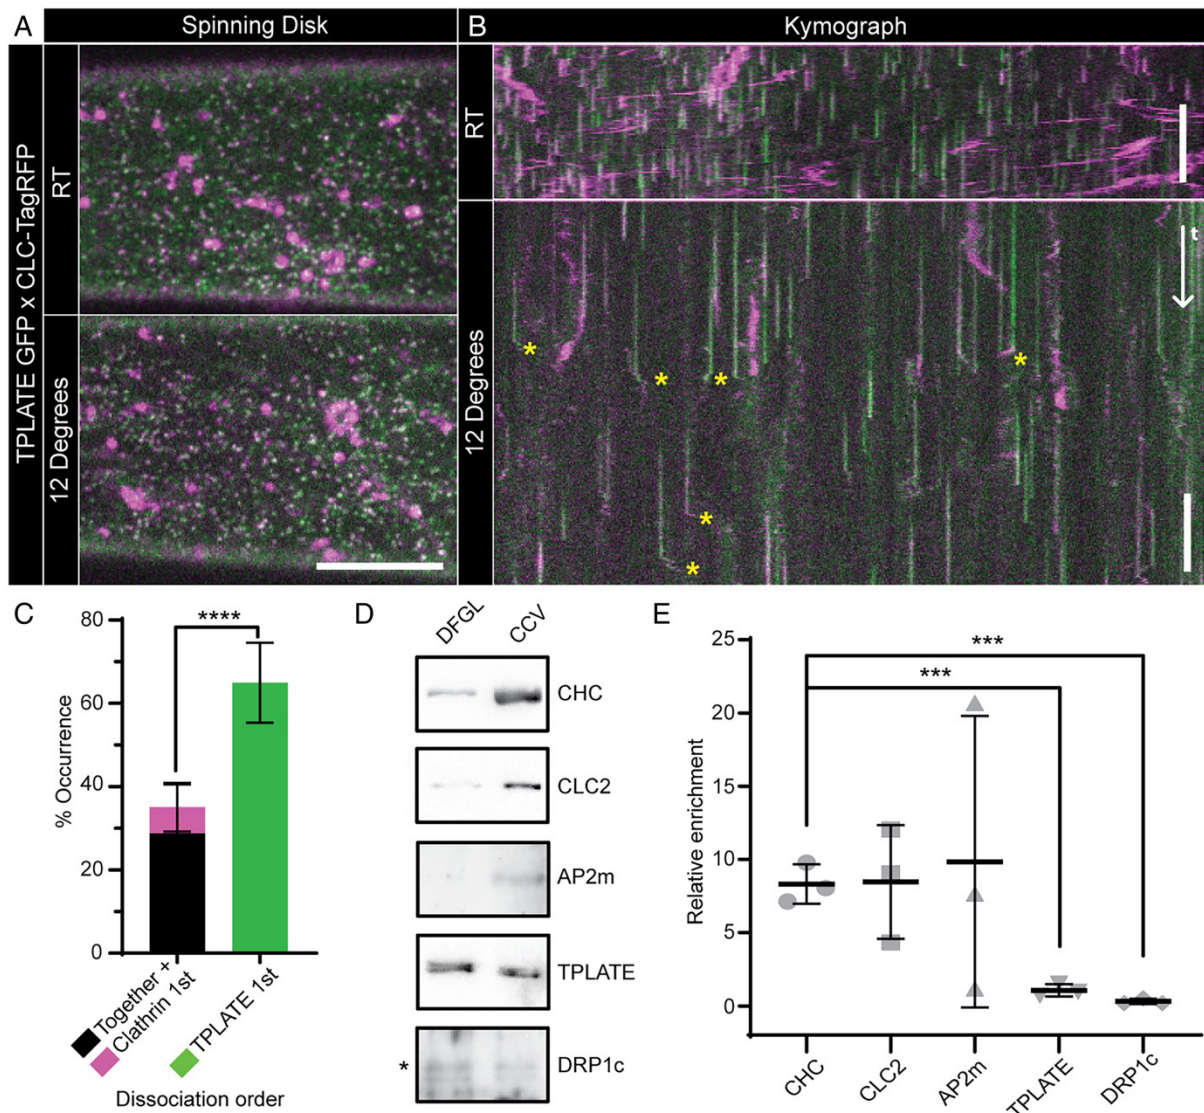 A
Spinning Disk
B
Kymograph
TPLATE GFP x CLC-TagRFP
RT
12 Degrees
RT
12 Degrees
t
*
*
*
*
*
*
C
****
80
60
40
20
0
% Occurrence
Together +
Clathrin 1st
TPLATE 1st
Dissociation order
D
DFGL
CCV
CHC
CLC2
AP2m
TPLATE
*
DRP1c
E
***
***
25
20
15
10
5
0
Relative enrichment
CHC
CLC2
AP2m
TPLATE
DRP1c